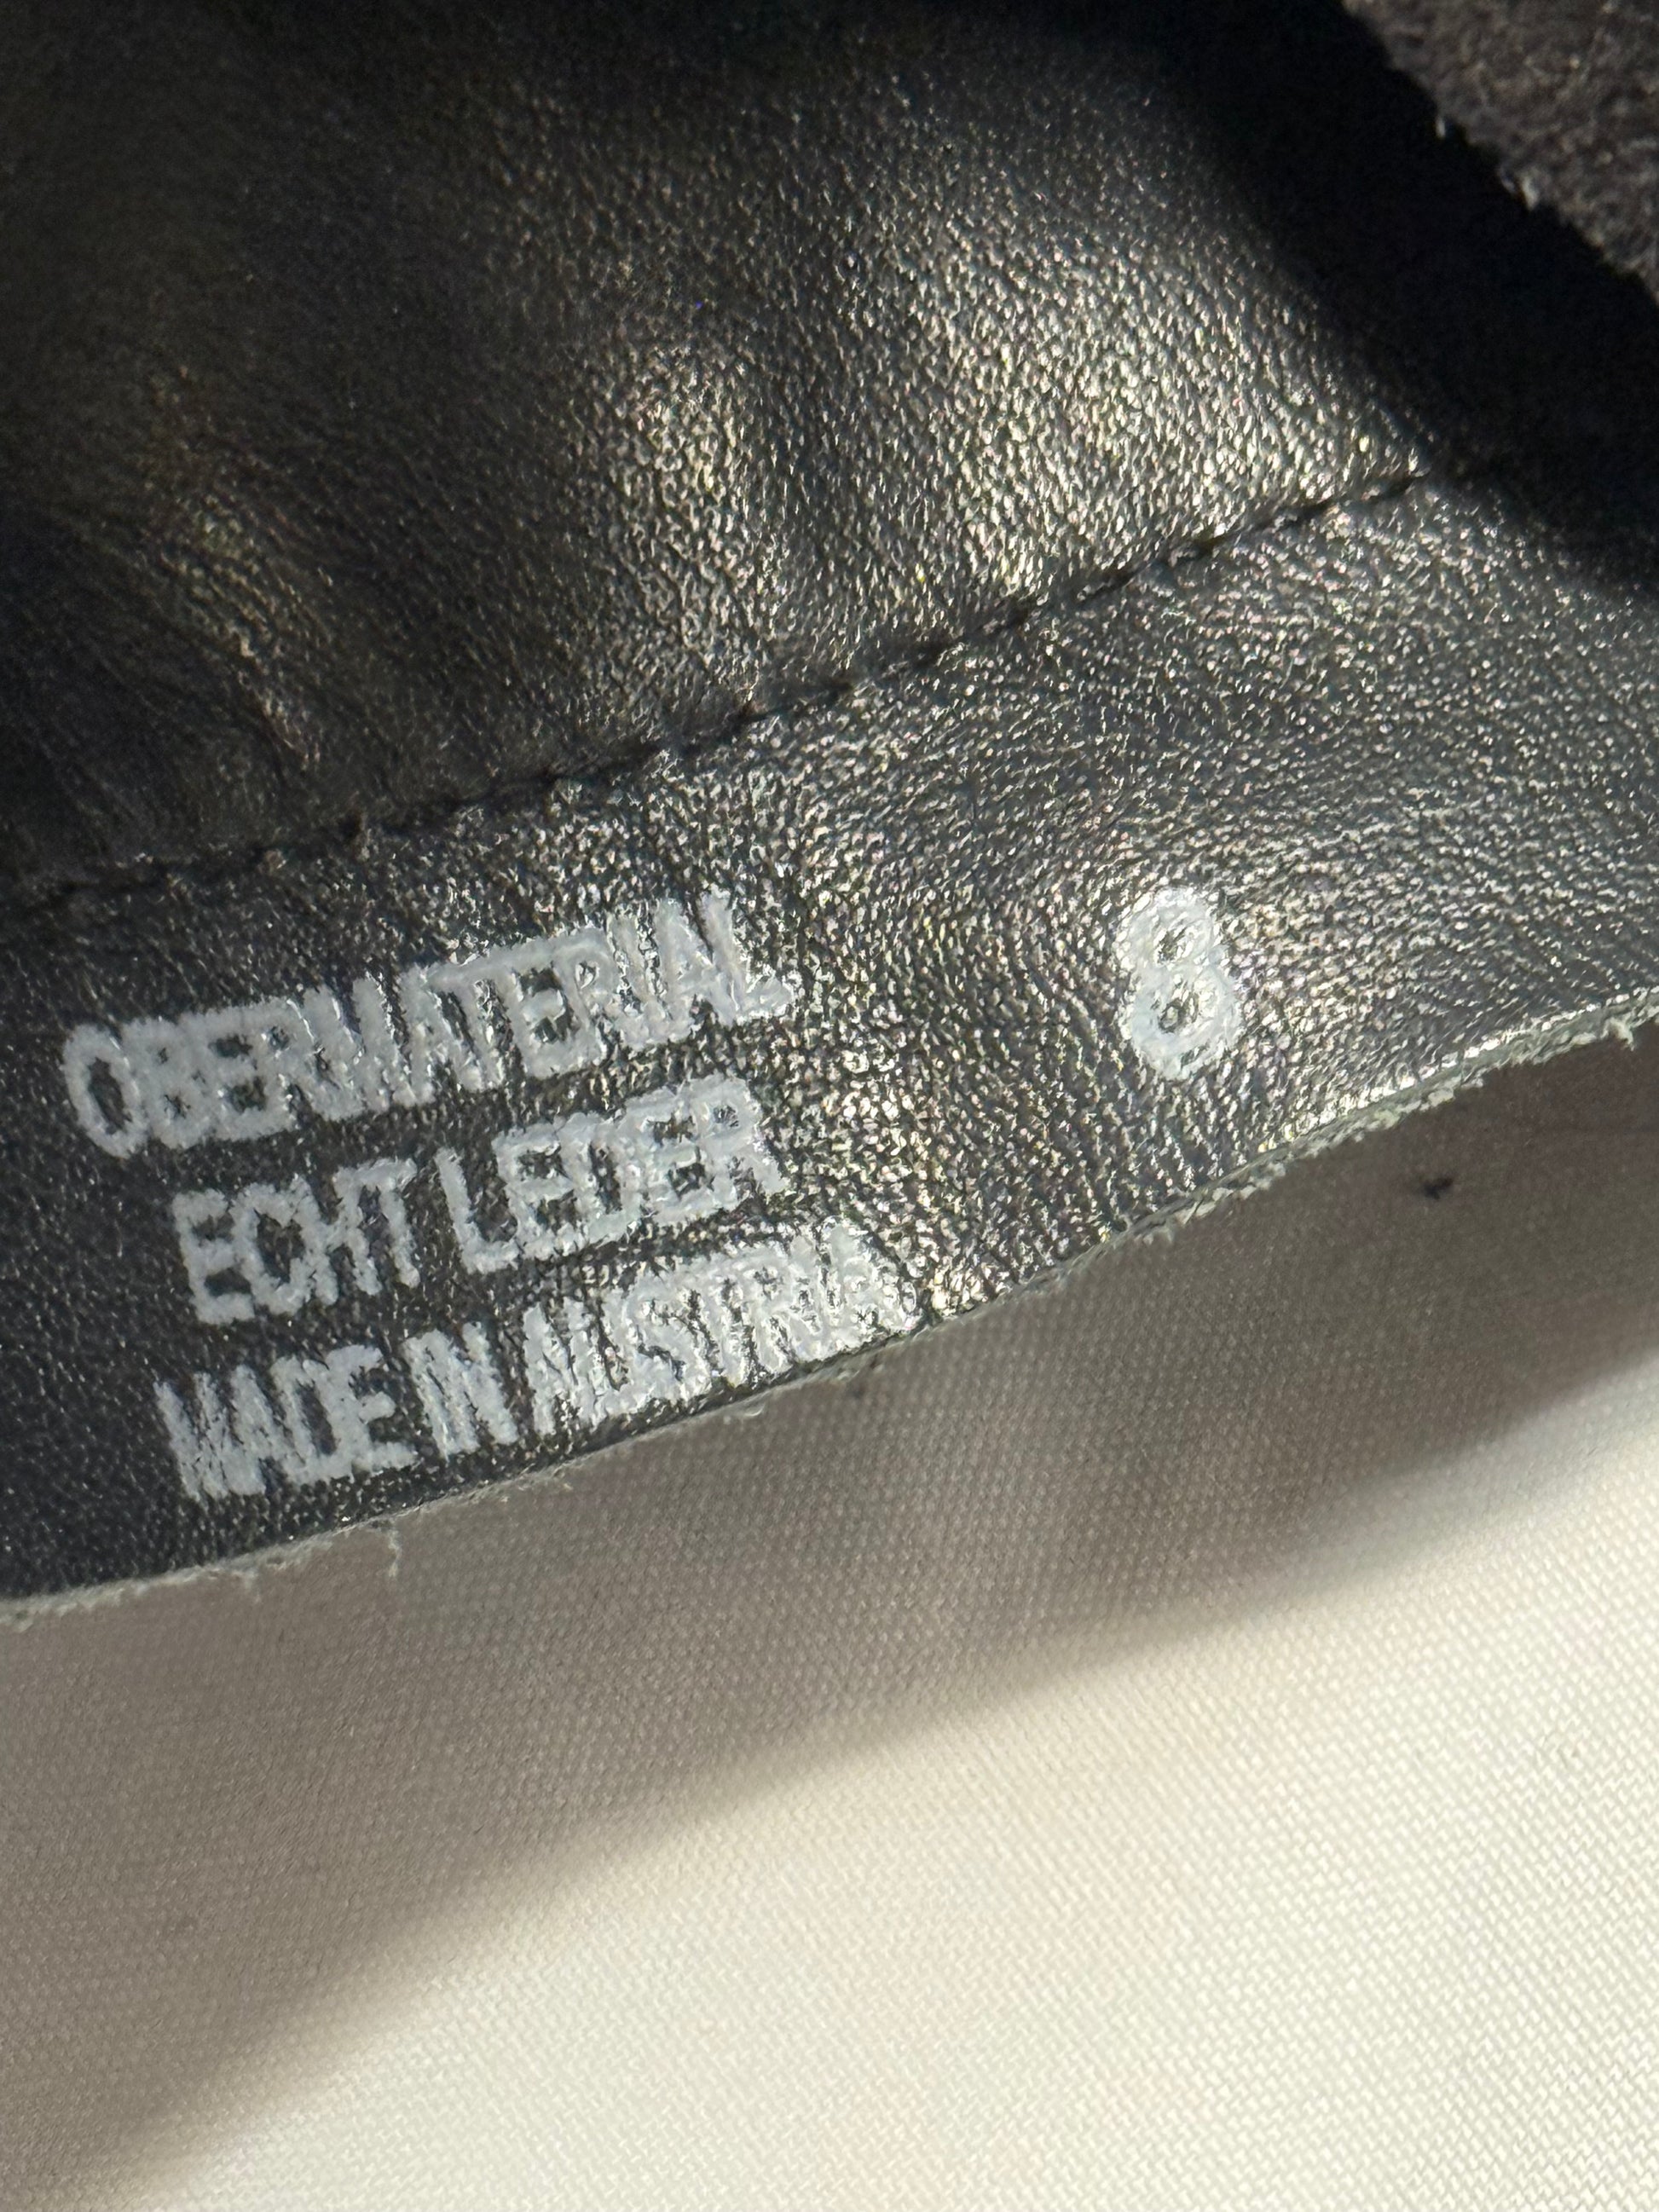 OBERMATERIAL
ECHT LEDER
MADE IN AUSTRIA
8